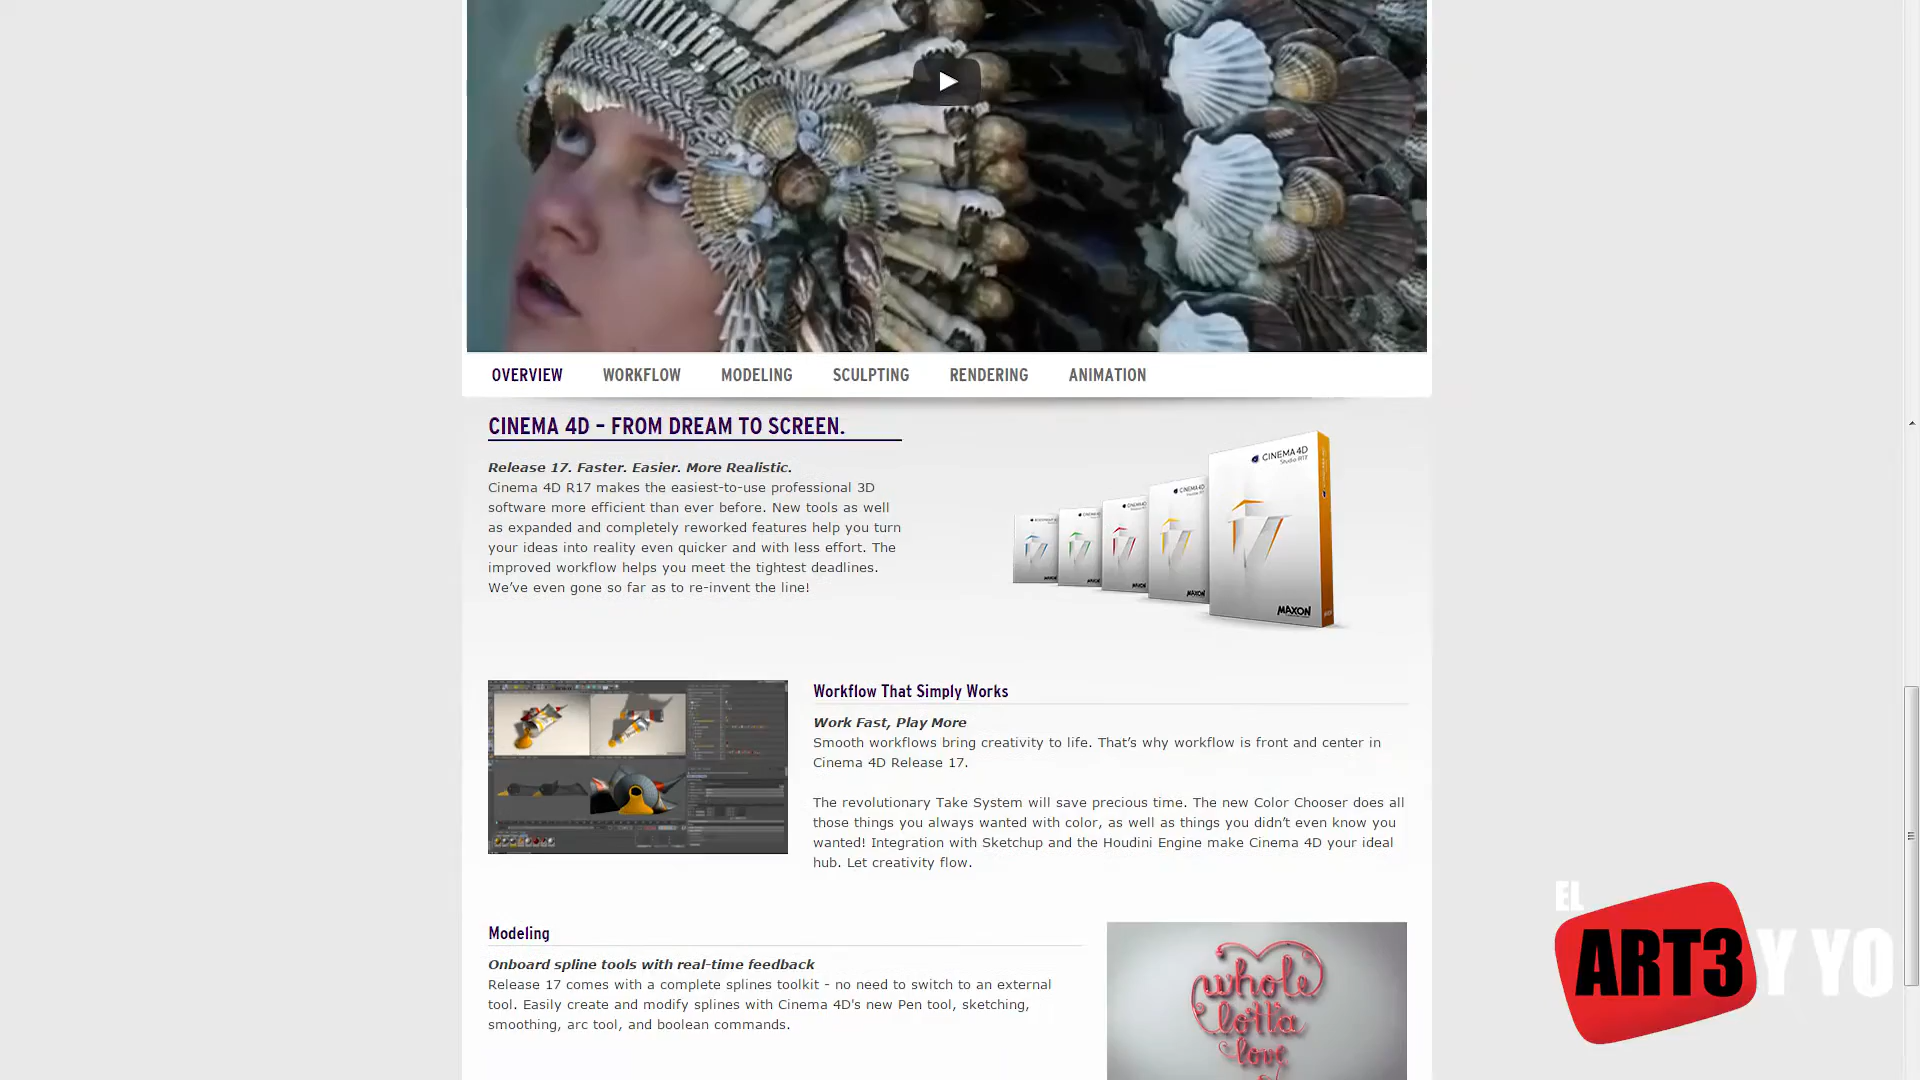 OVERVIEW WORKFLOW MODELING SCULPTING RENDERING ANIMATION
CINEMA 4D – FROM DREAM TO SCREEN.
Release 17. Faster. Easier. More Realistic.
Cinema 4D R17 makes the easiest-to-use professional 3D
software more efficient than ever before. New tools as well
as expanded and completely reworked features help you turn
your ideas into reality even quicker and with less effort. The
improved workflow helps you meet the tightest deadlines.
We’ve even gone so far as to re-invent the line!
CINEMA 4D
Studio R17
17
MAXON
Workflow That Simply Works
Work Fast, Play More
Smooth workflows bring creativity to life. That’s why workflow is front and center in
Cinema 4D Release 17.
The revolutionary Take System will save precious time. The new Color Chooser does all
those things you always wanted with color, as well as things you didn’t even know you
wanted! Integration with Sketchup and the Houdini Engine make Cinema 4D your ideal
hub. Let creativity flow.
Modeling
Onboard spline tools with real-time feedback
Release 17 comes with a complete splines toolkit - no need to switch to an external
tool. Easily create and modify splines with Cinema 4D's new Pen tool, sketching,
smoothing, arc tool, and boolean commands.
whole
lotta
love
EL
ART3 Y YO